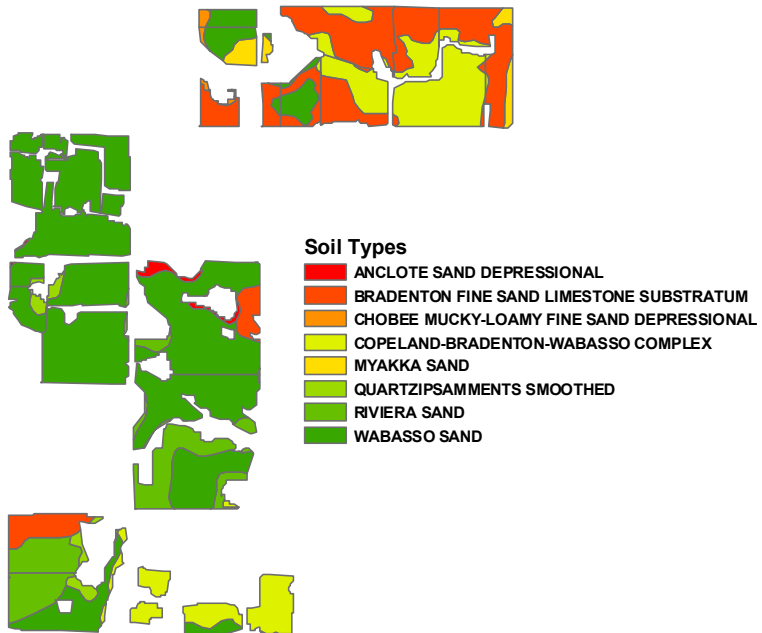 Soil Types
ANCLOTE SAND DEPRESSIONAL
BRADENTON FINE SAND LIMESTONE SUBSTRATUM
CHOBEE MUCKY-LOAMY FINE SAND DEPRESSIONAL
COPELAND-BRADENTON-WABASSO COMPLEX
MYAKKA SAND
QUARTZIPSAMMENTS SMOOTHED
RIVIERA SAND
WABASSO SAND